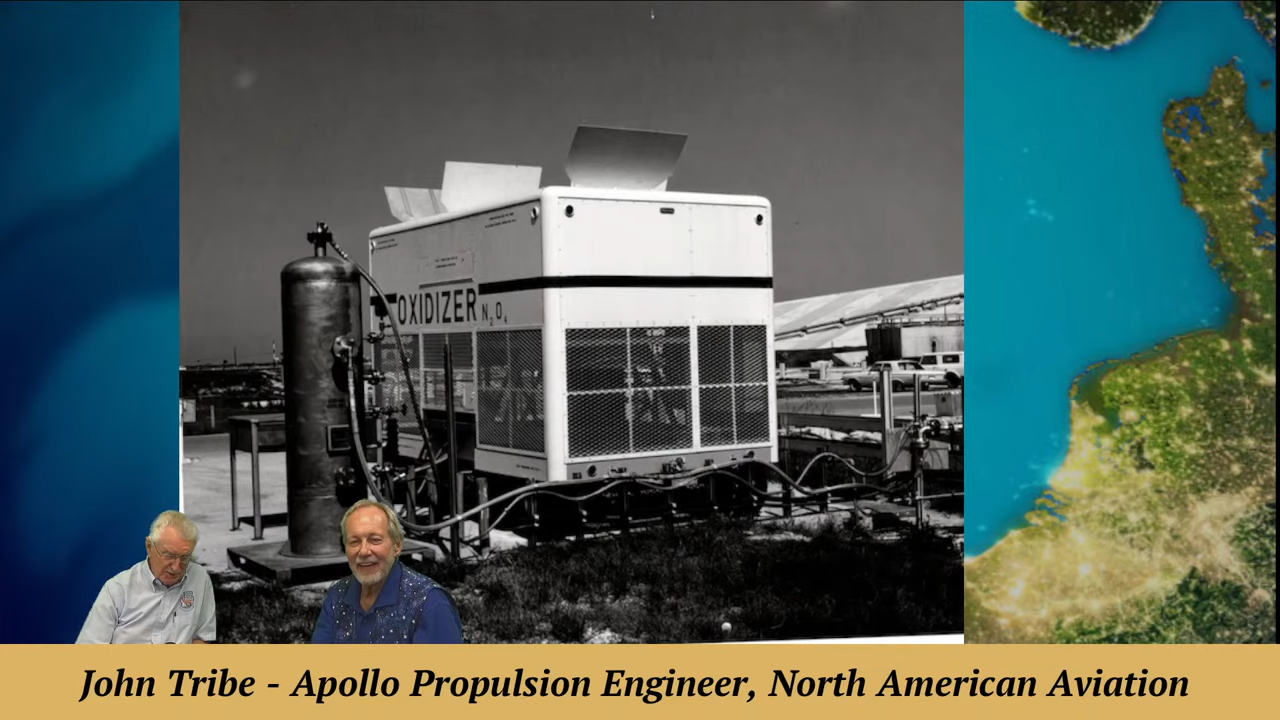 OXIDIZER N₂O₄
John Tribe - Apollo Propulsion Engineer, North American Aviation